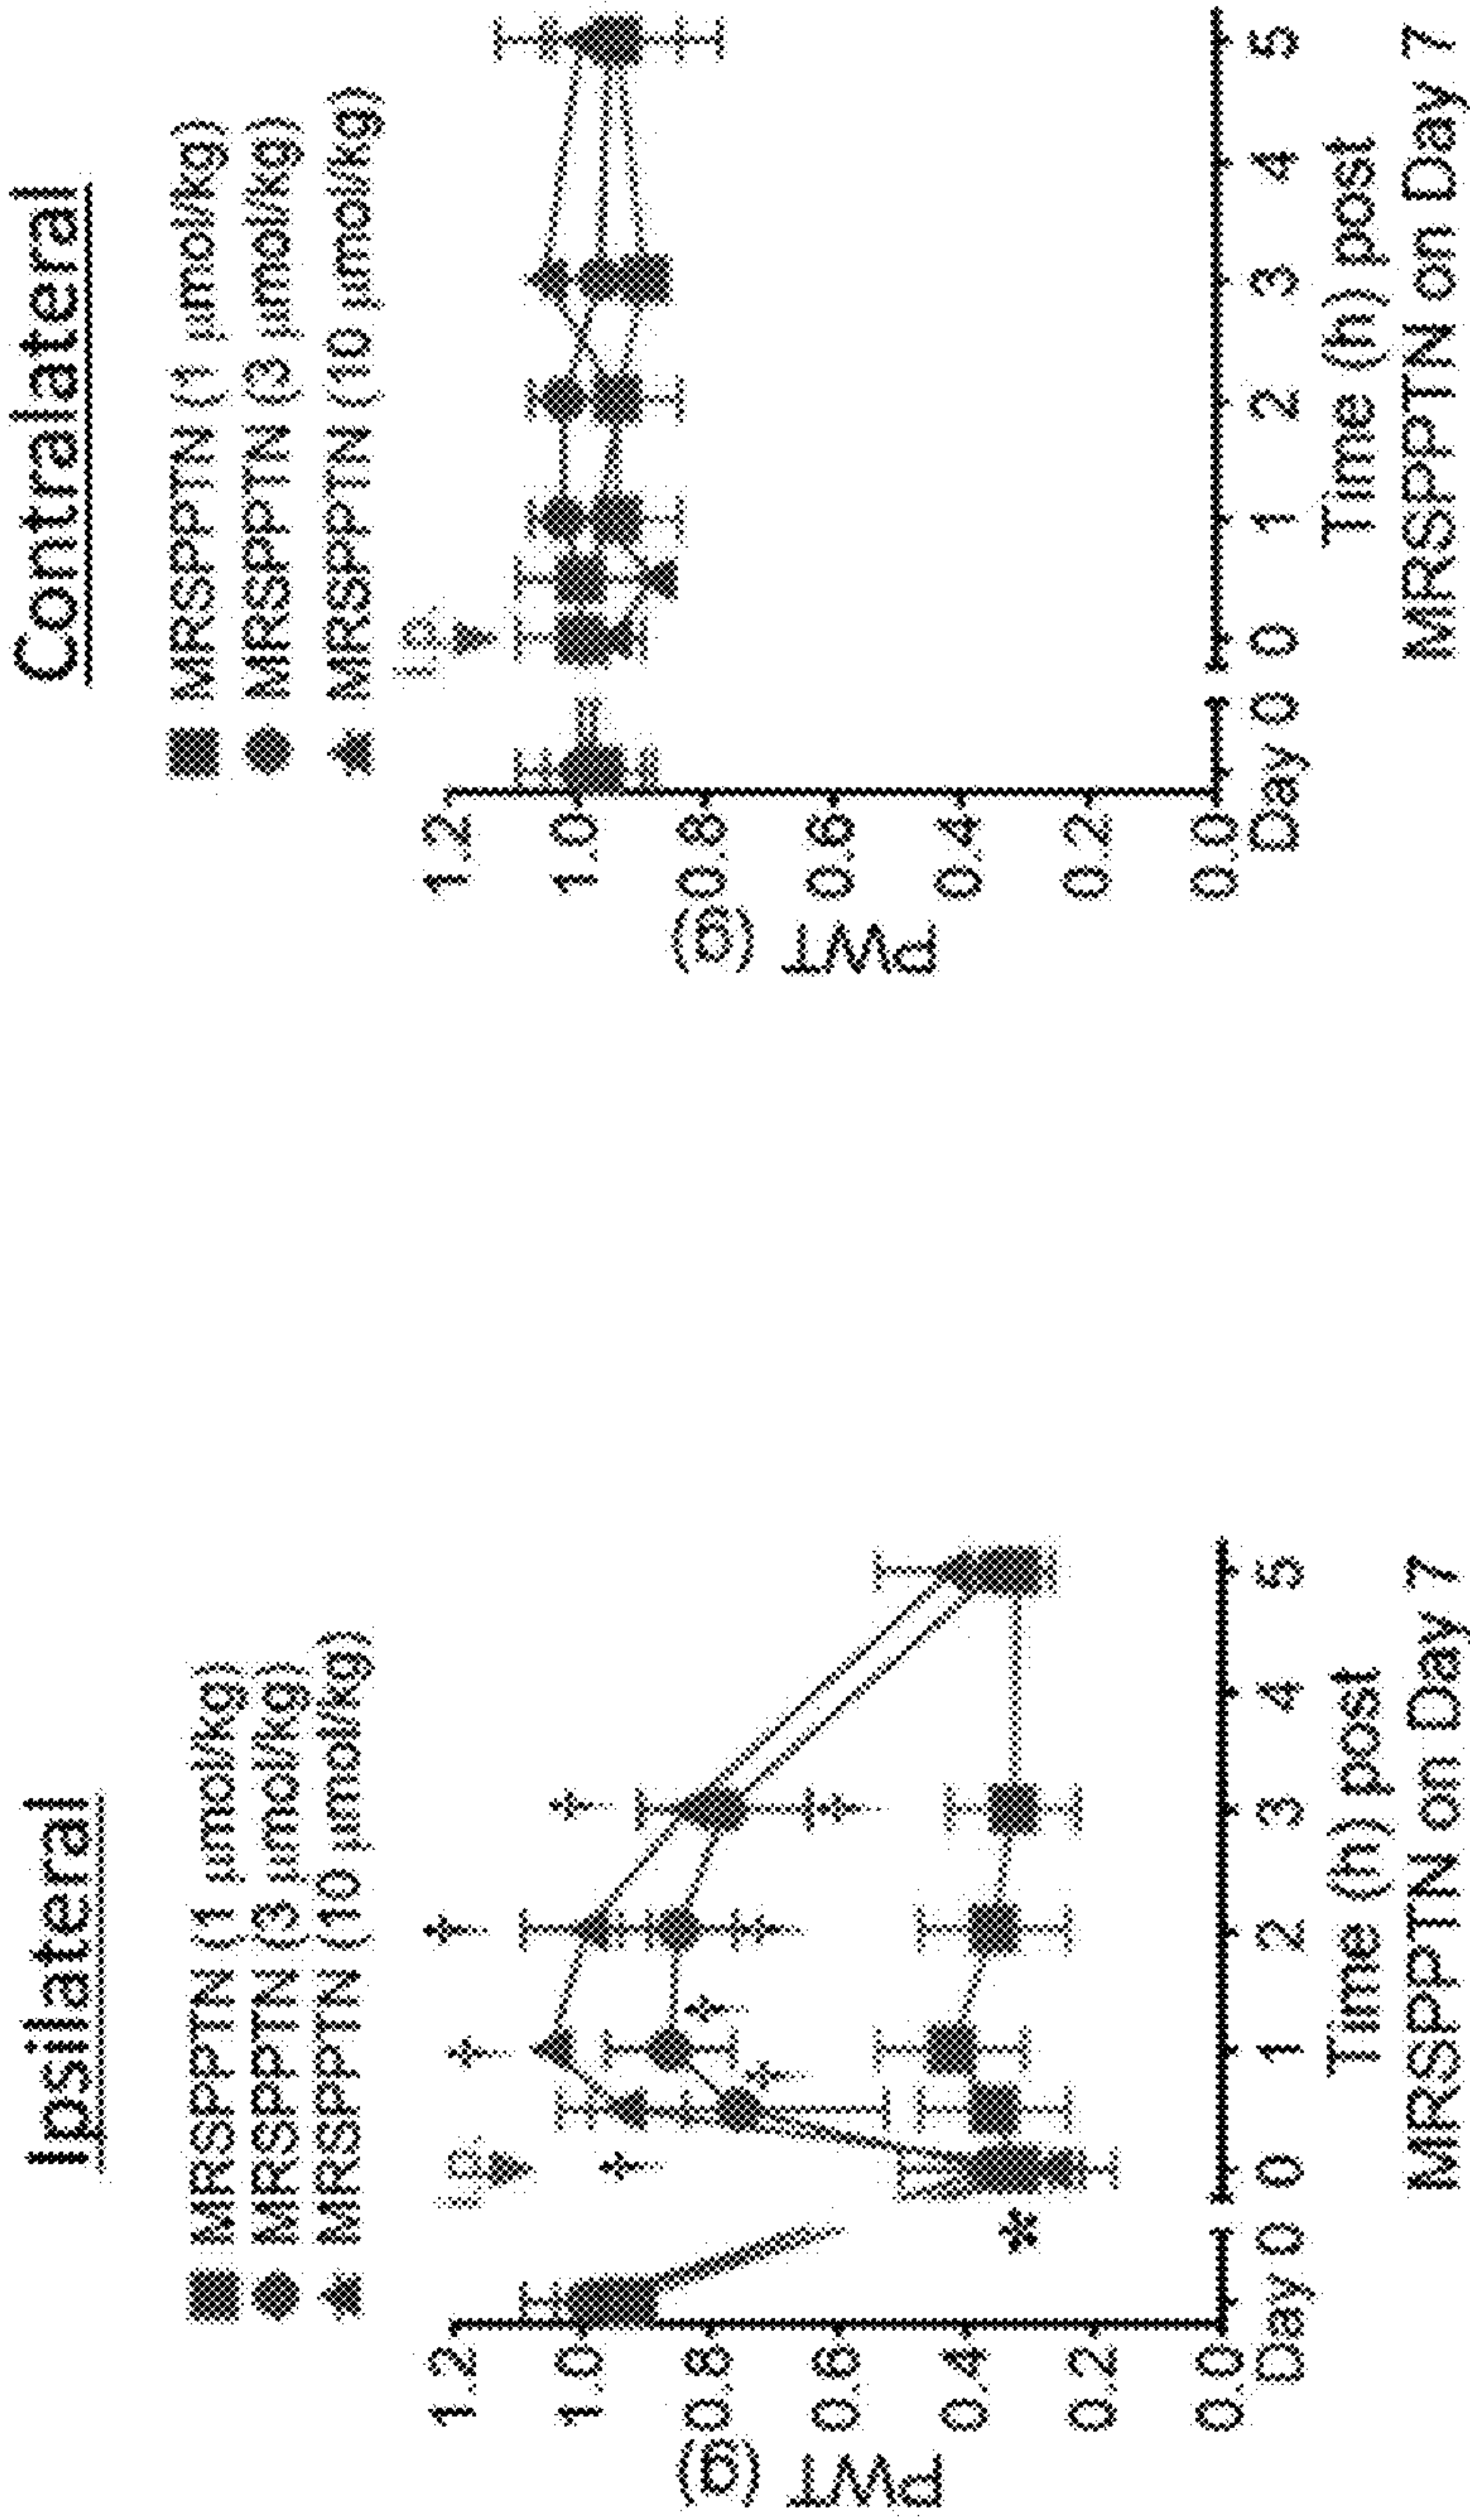 Ipsilateral
MRSPPTN (1 µmol/kg)
MRSPPTN (3 µmol/kg)
MRSPPTN (10 µmol/kg)
i.p.
†
†
†
†
†
†
†
†
*
PWT (g)
1.2
1.0
0.8
0.6
0.4
0.2
0.0
Day 0 0 1 2 3 4 5
Time (h) post
MRSPPTN on Day 7
Contralateral
MRSPPTN (1 µmol/kg)
MRSPPTN (3 µmol/kg)
MRSPPTN (10 µmol/kg)
I.P.
PWT (g)
1.2
1.0
0.8
0.6
0.4
0.2
0.0
Day 0 0 1 2 3 4 5
Time (h) post
MRSPPTN on Day 7